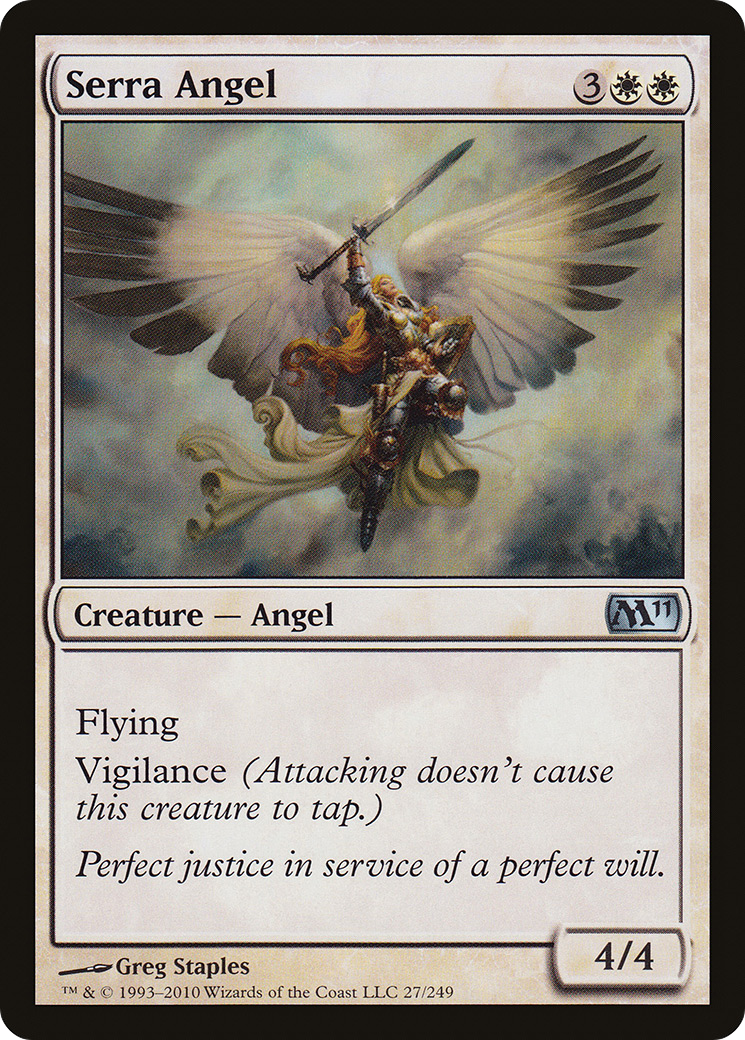 Serra Angel 3
Creature — Angel M11
Flying
Vigilance (Attacking doesn't cause
this creature to tap.)
Perfect justice in service of a perfect will.
4/4
Greg Staples
™ & © 1993–2010 Wizards of the Coast LLC 27/249